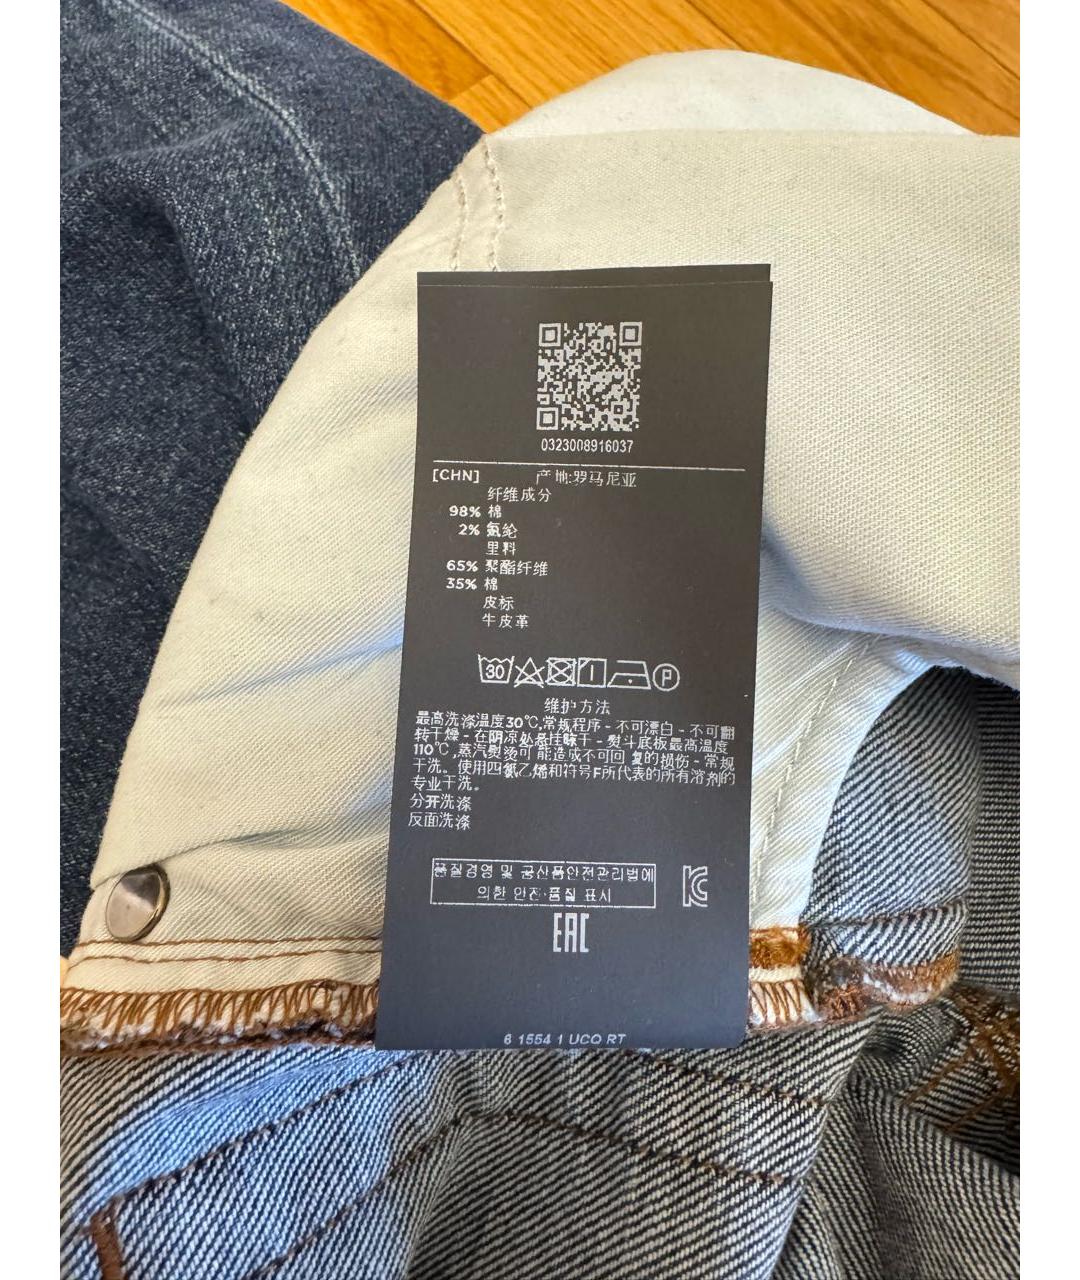 0323008916037
[CHN] 产地:罗马尼亚
纤维成分
98% 棉
2% 氨纶
里料
65% 聚酯纤维
35% 棉
皮标
牛皮革
30 P
维护方法
最高洗涤温度30℃,常规程序 - 不可漂白 - 不可翻
转干燥 - 在阴凉处悬挂晾干 - 熨斗底板最高温度
110℃,蒸汽熨烫可能造成不可回复的损伤 - 常规
干洗。使用四氯乙烯和符号F所代表的所有溶剂的
专业干洗。
分开洗涤
反面洗涤
품질경영 및 공산품안전관리법에
의한 안전·품질 표시
EAC
6 1554 1 UCO RT